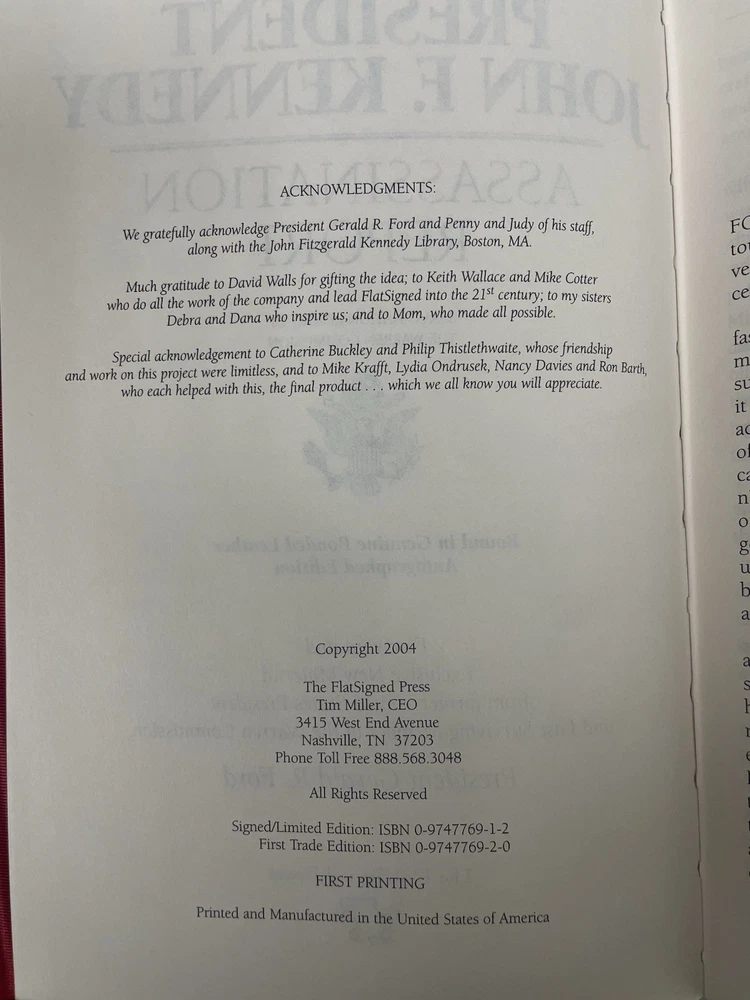 ACKNOWLEDGMENTS:
We gratefully acknowledge President Gerald R. Ford and Penny and Judy of his staff,
along with the John Fitzgerald Kennedy Library, Boston, MA.
Much gratitude to David Walls for gifting the idea; to Keith Wallace and Mike Cotter
who do all the work of the company and lead FlatSigned into the 21st century; to my sisters
Debra and Dana who inspire us; and to Mom, who made all possible.
Special acknowledgement to Catherine Buckley and Philip Thistlethwaite, whose friendship
and work on this project were limitless, and to Mike Krafft, Lydia Ondrusek, Nancy Davies and Ron Barth,
who each helped with this, the final product . . . which we all know you will appreciate.
Copyright 2004
The FlatSigned Press
Tim Miller, CEO
3415 West End Avenue
Nashville, TN 37203
Phone Toll Free 888.568.3048
All Rights Reserved
Signed/Limited Edition: ISBN 0-9747769-1-2
First Trade Edition: ISBN 0-9747769-2-0
FIRST PRINTING
Printed and Manufactured in the United States of America